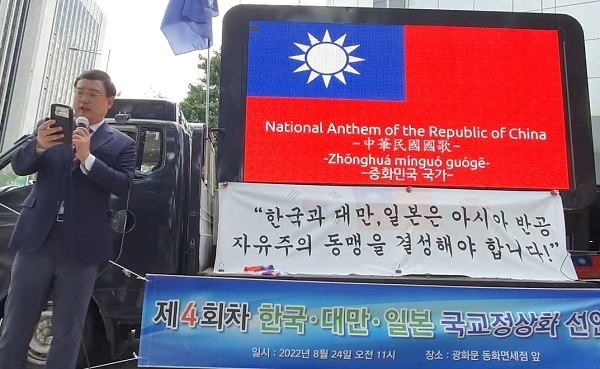 National Anthem of the Republic of China
~中華民國國歌~
-Zhōnghuá mínguó guógē-
~중화민국 국가~
“한국과 대만, 일본은 아시아 반공
자유주의 동맹을 결성해야 합니다!”
제4회차 한국·대만·일본 국교정상화 선언
일시 : 2022년 8월 24일 오전 11시 장소 : 광화문 동화면세점 앞